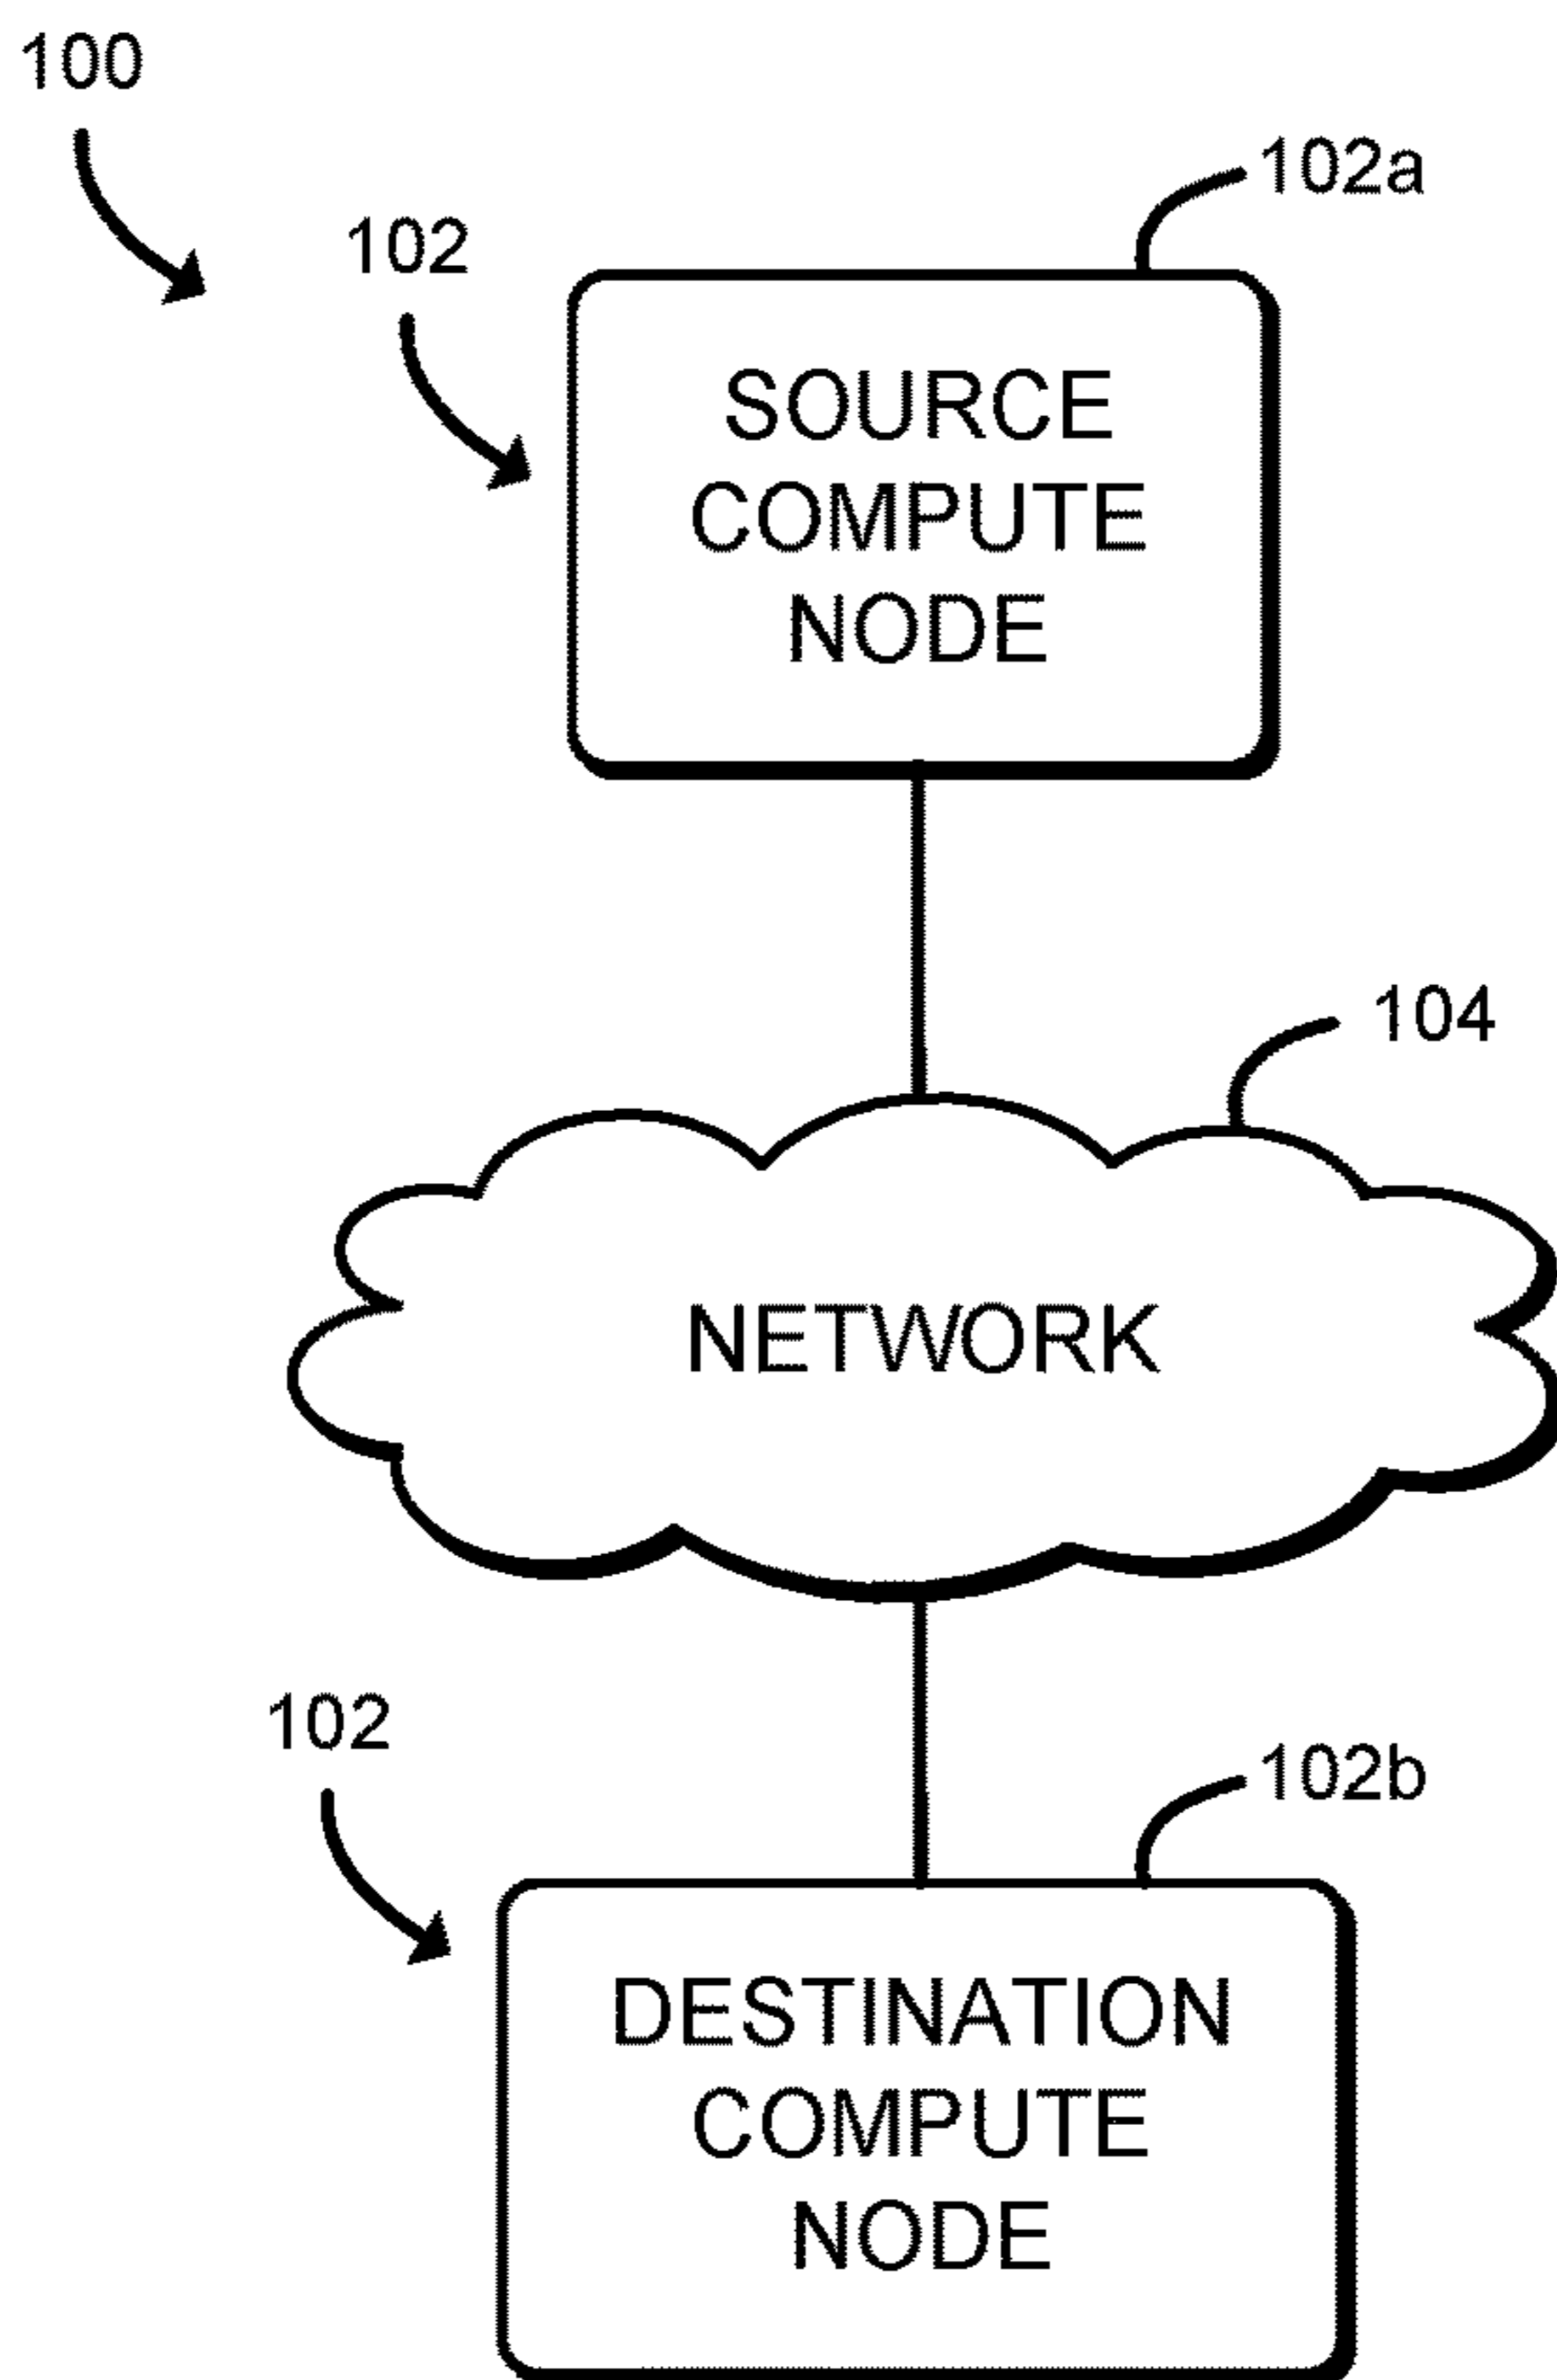 100
102a
102
SOURCE
COMPUTE
NODE
104
NETWORK
102
102b
DESTINATION
COMPUTE
NODE